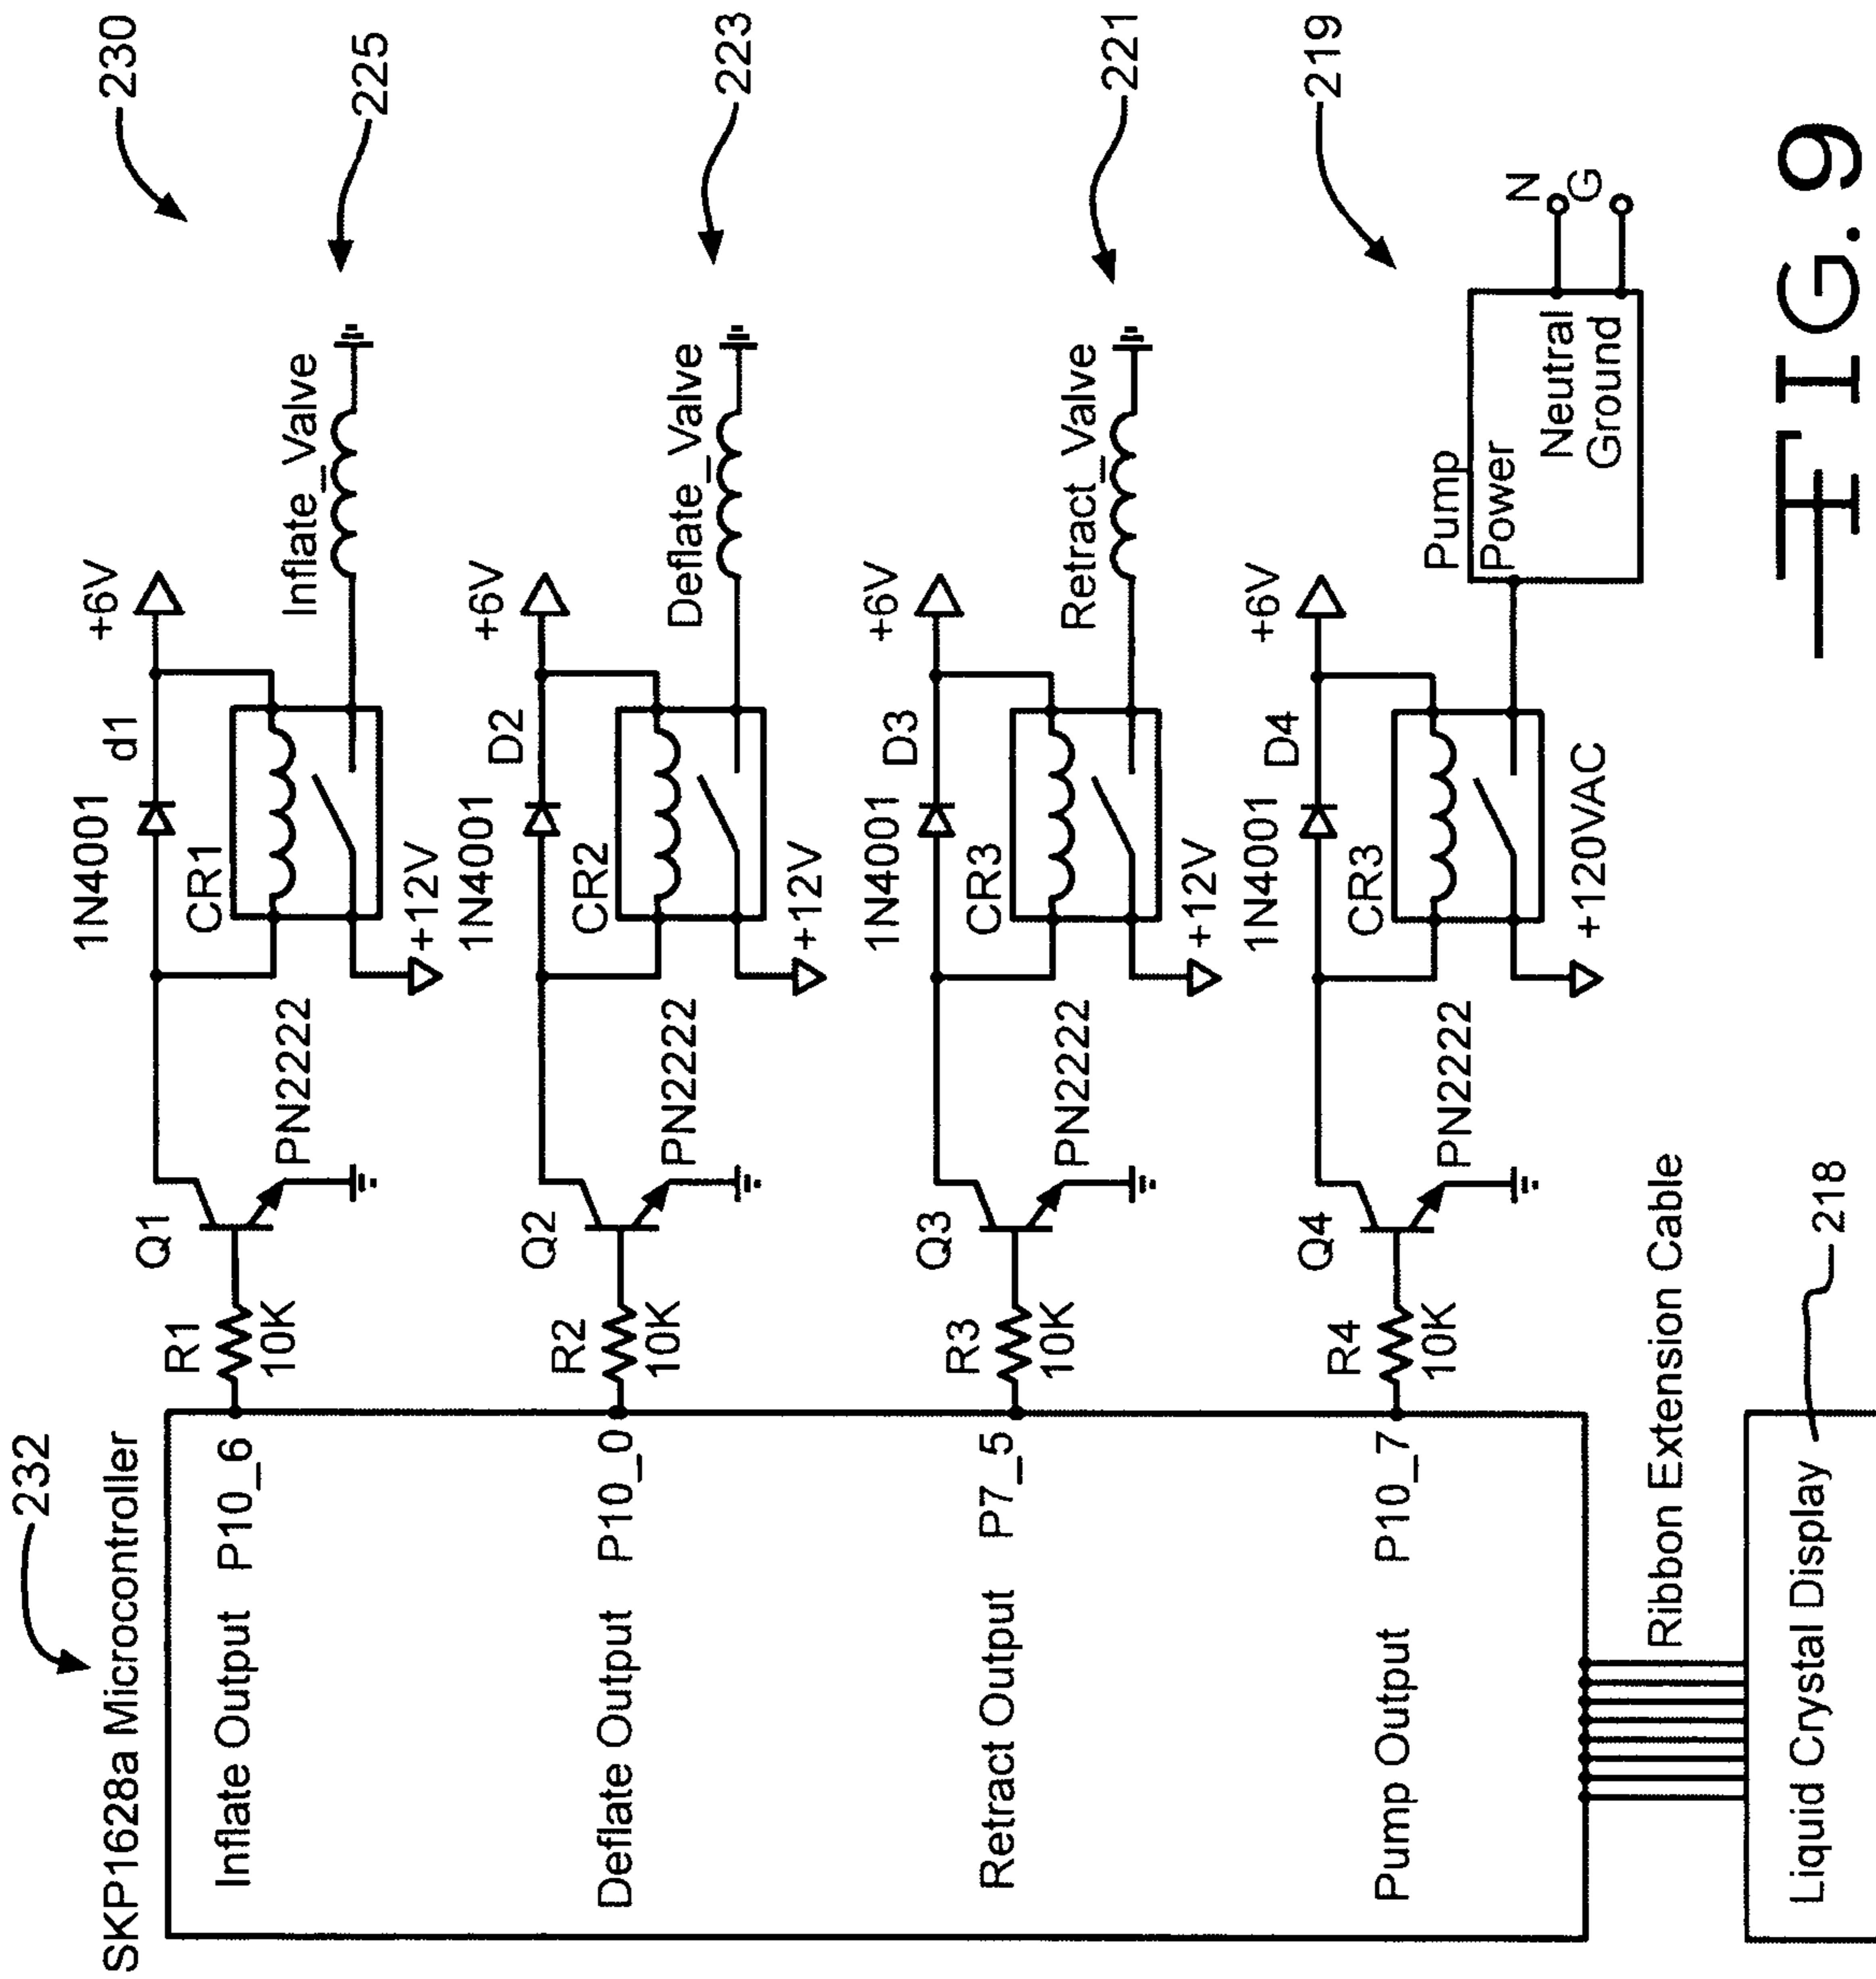 232
SKP1628a Microcontroller
230
Inflate Output P10_6
R1
10K
Q1
PN2222
1N4001
d1
CR1
+12V
+6V
Inflate_Valve
225
Deflate Output P10_0
R2
10K
Q2
PN2222
1N4001
D2
CR2
+12V
+6V
Deflate_Valve
223
Retract Output P7_5
R3
10K
Q3
PN2222
1N4001
D3
CR3
+12V
+6V
Retract_Valve
221
Pump Output P10_7
R4
10K
Q4
PN2222
1N4001
D4
CR3
+120VAC
+6V
Pump
Power
Neutral
Ground
N
G
219
Ribbon Extension Cable
Liquid Crystal Display
218
FIG. 9